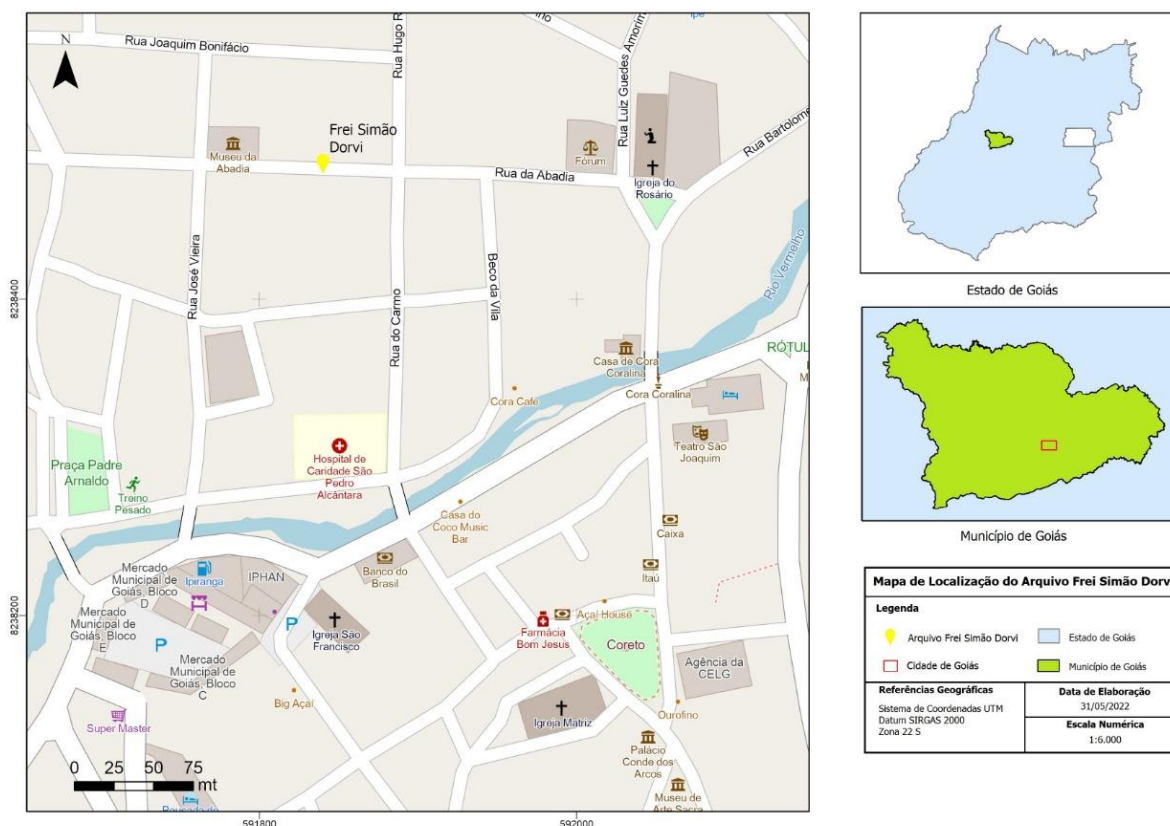 Rua Joaquim Bonifácio
Rua Hugo R
Rua Luiz Guedes Amorim
Rua Bartolome
N
Frei Simão
Dorvi
Museu da
Abadia
Fórum
Rua da Abadia
Igreja do
Rosário
Rio Vermelho
Rua José Vieira
Beco da Vila
Rua do Carmo
8238400
Casa de Cora
Coralina
RÓTUL
Cora Coralina
Cora Café
Teatro São
Joaquim
Praça Padre
Arnaldo
Treino
Pesado
Hospital de
Caridade São
Pedro
Alcântara
Casa do
Coco Music
Bar
Caixa
Itaú
Banco do
Brasil
Mercado
Municipal de
Goiás, Bloco
D
Ipiranga
IPHAN
Mercado
Municipal de
Goiás, Bloco
E
P
P
Igreja São
Francisco
Mercado
Municipal de
Goiás, Bloco
C
8238200
Farmácia
Bom Jesus
Açaí House
Coreto
Agência da
CELG
Big Açaí
Super Master
Igreja Matriz
Ourofino
Palácio
Conde dos
Arcos
Museu de
Arte Sacra
0 25 50 75
mt
591800
592000
Estado de Goiás
Município de Goiás
Mapa de Localização do Arquivo Frei Simão Dorvi
Legenda
Arquivo Frei Simão Dorvi
Estado de Goiás
Cidade de Goiás
Município de Goiás
Referências Geográficas
Sistema de Coordenadas UTM
Datum SIRGAS 2000
Zona 22 S
Data de Elaboração
31/05/2022
Escala Numérica
1:6.000